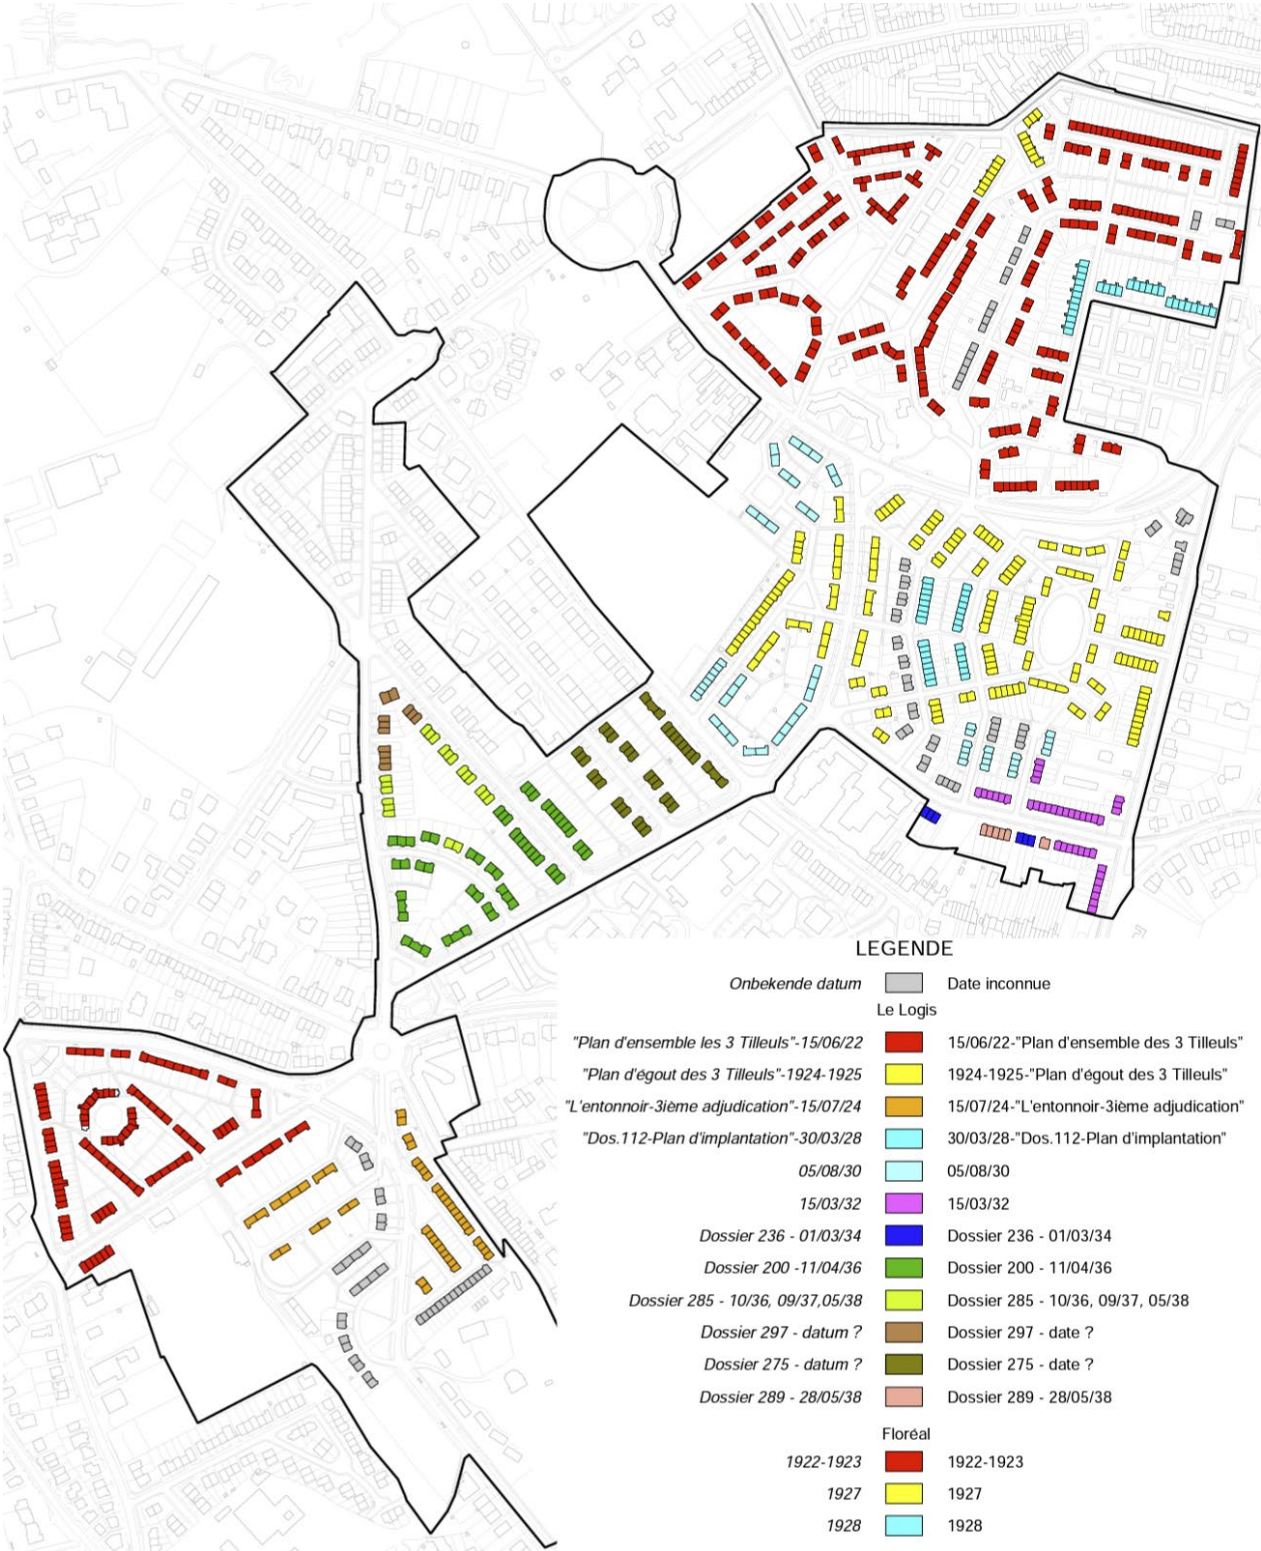 LEGENDE
Onbekende datum Date inconnue
Le Logis
"Plan d'ensemble les 3 Tilleuls"-15/06/22 15/06/22-"Plan d'ensemble des 3 Tilleuls"
"Plan d'égout des 3 Tilleuls"-1924-1925 1924-1925-"Plan d'égout des 3 Tilleuls"
"L'entonnoir-3ième adjudication"-15/07/24 15/07/24-"L'entonnoir-3ième adjudication"
"Dos.112-Plan d'implantation"-30/03/28 30/03/28-"Dos.112-Plan d'implantation"
05/08/30 05/08/30
15/03/32 15/03/32
Dossier 236 - 01/03/34 Dossier 236 - 01/03/34
Dossier 200 -11/04/36 Dossier 200 - 11/04/36
Dossier 285 - 10/36, 09/37,05/38 Dossier 285 - 10/36, 09/37, 05/38
Dossier 297 - datum ? Dossier 297 - date ?
Dossier 275 - datum ? Dossier 275 - date ?
Dossier 289 - 28/05/38 Dossier 289 - 28/05/38
Floréal
1922-1923 1922-1923
1927 1927
1928 1928